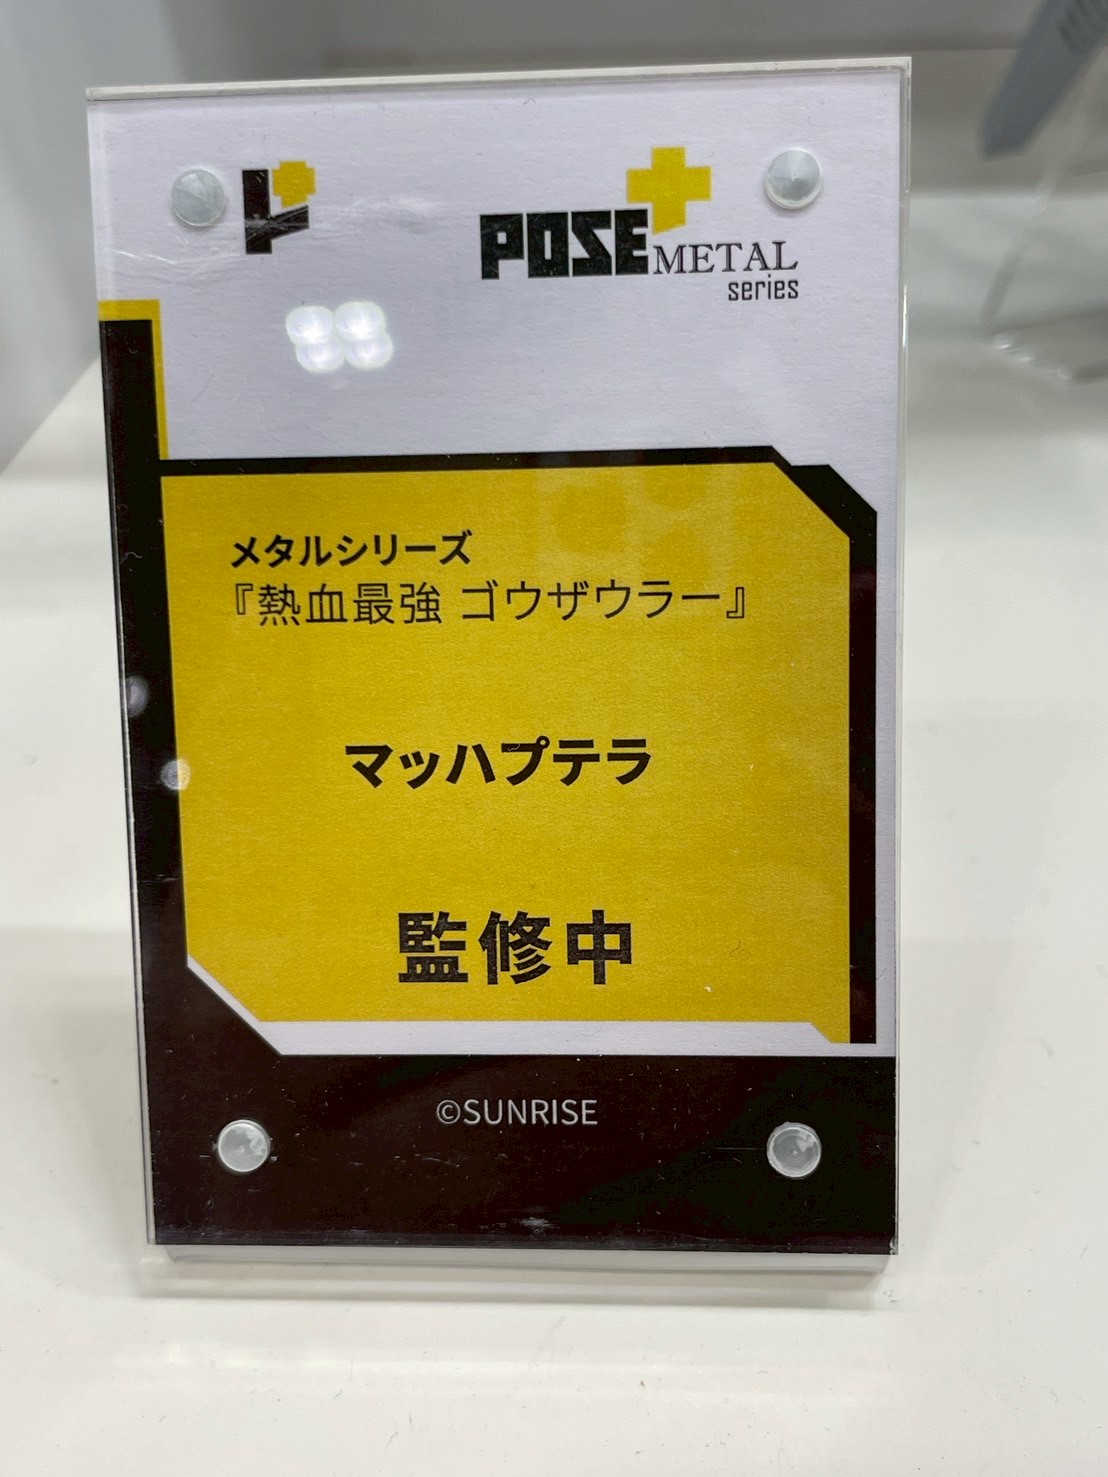 POSE+ METAL
series
メタルシリーズ
『熱血最強 ゴウザウラー』
マッハプテラ
監修中
©SUNRISE